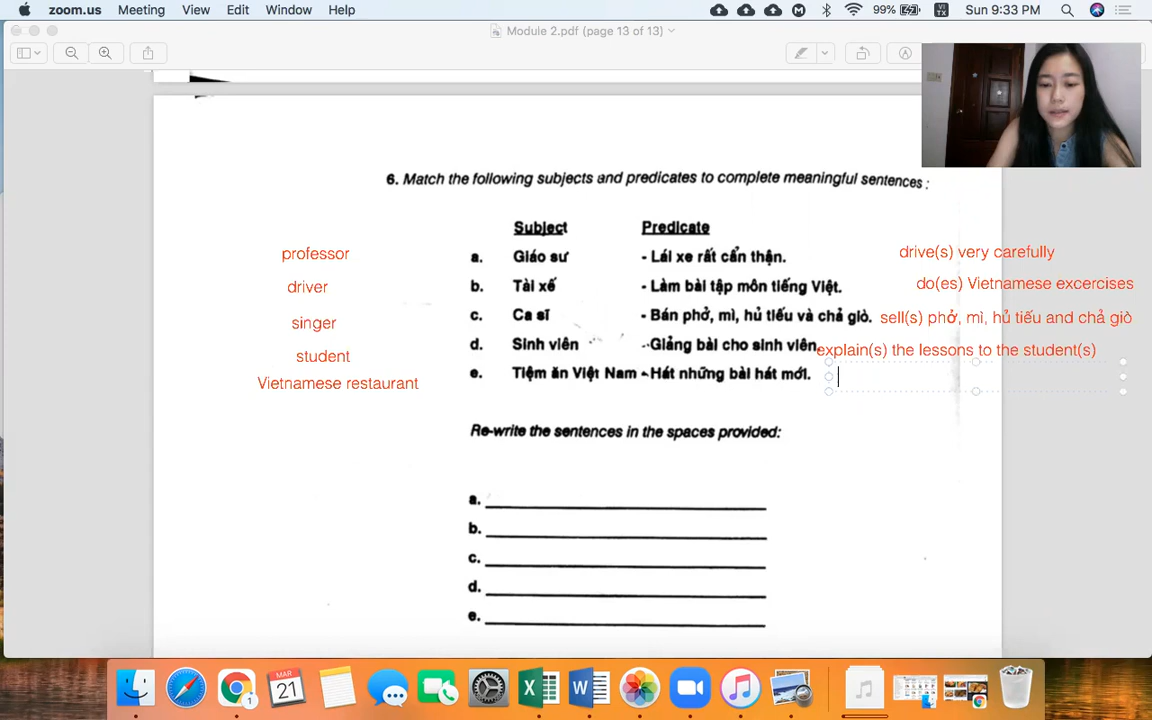 zoom.us Meeting View Edit Window Help 99% VI TX Sun 9:33 PM
Module 2.pdf (page 13 of 13)
6. Match the following subjects and predicates to complete meaningful sentences :
Subject Predicate
professor a. Giáo sư - Lái xe rất cẩn thận. drive(s) very carefully
driver b. Tài xế - Làm bài tập môn tiếng Việt. do(es) Vietnamese excercises
singer c. Ca sĩ - Bán phở, mì, hủ tiếu và chả giò. sell(s) phở, mì, hủ tiếu and chả giò
student d. Sinh viên - Giảng bài cho sinh viên. explain(s) the lessons to the student(s)
Vietnamese restaurant e. Tiệm ăn Việt Nam - Hát những bài hát mới.
Re-write the sentences in the spaces provided:
a.
b.
c.
d.
e.
1
MAR
21
X
W